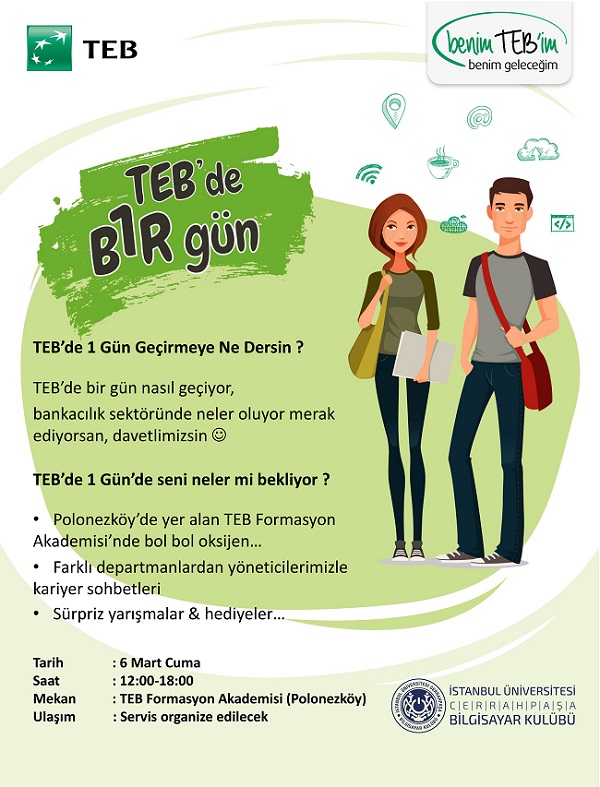 TEB
benim TEB'im
benim geleceğim
TEB'de
B1R gün
TEB'de 1 Gün Geçirmeye Ne Dersin ?
TEB'de bir gün nasıl geçiyor,
bankacılık sektöründe neler oluyor merak
ediyorsan, davetlimizsin ☺
TEB'de 1 Gün'de seni neler mi bekliyor ?
• Polonezköy'de yer alan TEB Formasyon
Akademisi'nde bol bol oksijen...
• Farklı departmanlardan yöneticilerimizle
kariyer sohbetleri
• Sürpriz yarışmalar & hediyeler...
Tarih : 6 Mart Cuma
Saat : 12:00-18:00
Mekan : TEB Formasyon Akademisi (Polonezköy)
Ulaşım : Servis organize edilecek
İSTANBUL ÜNİVERSİTESİ
CERRAHPAŞA
BİLGİSAYAR KULÜBÜ